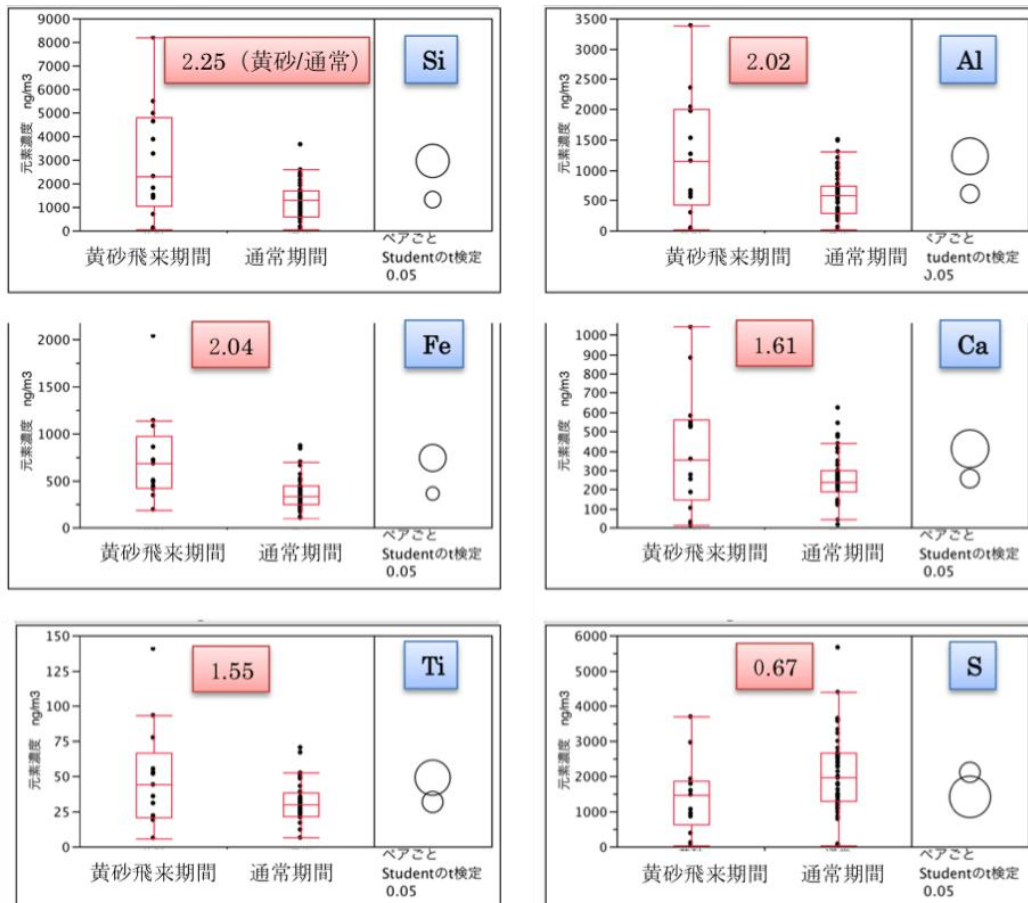 9000
8000
7000
6000
5000
4000
3000
2000
1000
0
元素濃度 ng/m3
2.25（黄砂/通常）
Si
黄砂飛来期間
通常期間
ペアごと
Studentのt検定
0.05
3500
3000
2500
2000
1500
1000
500
0
元素濃度 ng/m3
2.02
Al
黄砂飛来期間
通常期間
tudentのt検定
2000
1500
1000
500
0
元素濃度 ng/m3
2.04
Fe
黄砂飛来期間
通常期間
ペアごと
Studentのt検定
0.05
1000
900
800
700
600
500
400
300
200
100
0
元素濃度 ng/m3
1.61
Ca
黄砂飛来期間
通常期間
ペアごと
Studentのt検定
0.05
150
125
100
75
50
25
0
元素濃度 ng/m3
1.55
Ti
黄砂飛来期間
通常期間
ペアごと
Studentのt検定
0.05
6000
5000
4000
3000
2000
1000
0
元素濃度 ng/m3
0.67
S
黄砂飛来期間
通常期間
ペアごと
Studentのt検定
0.05